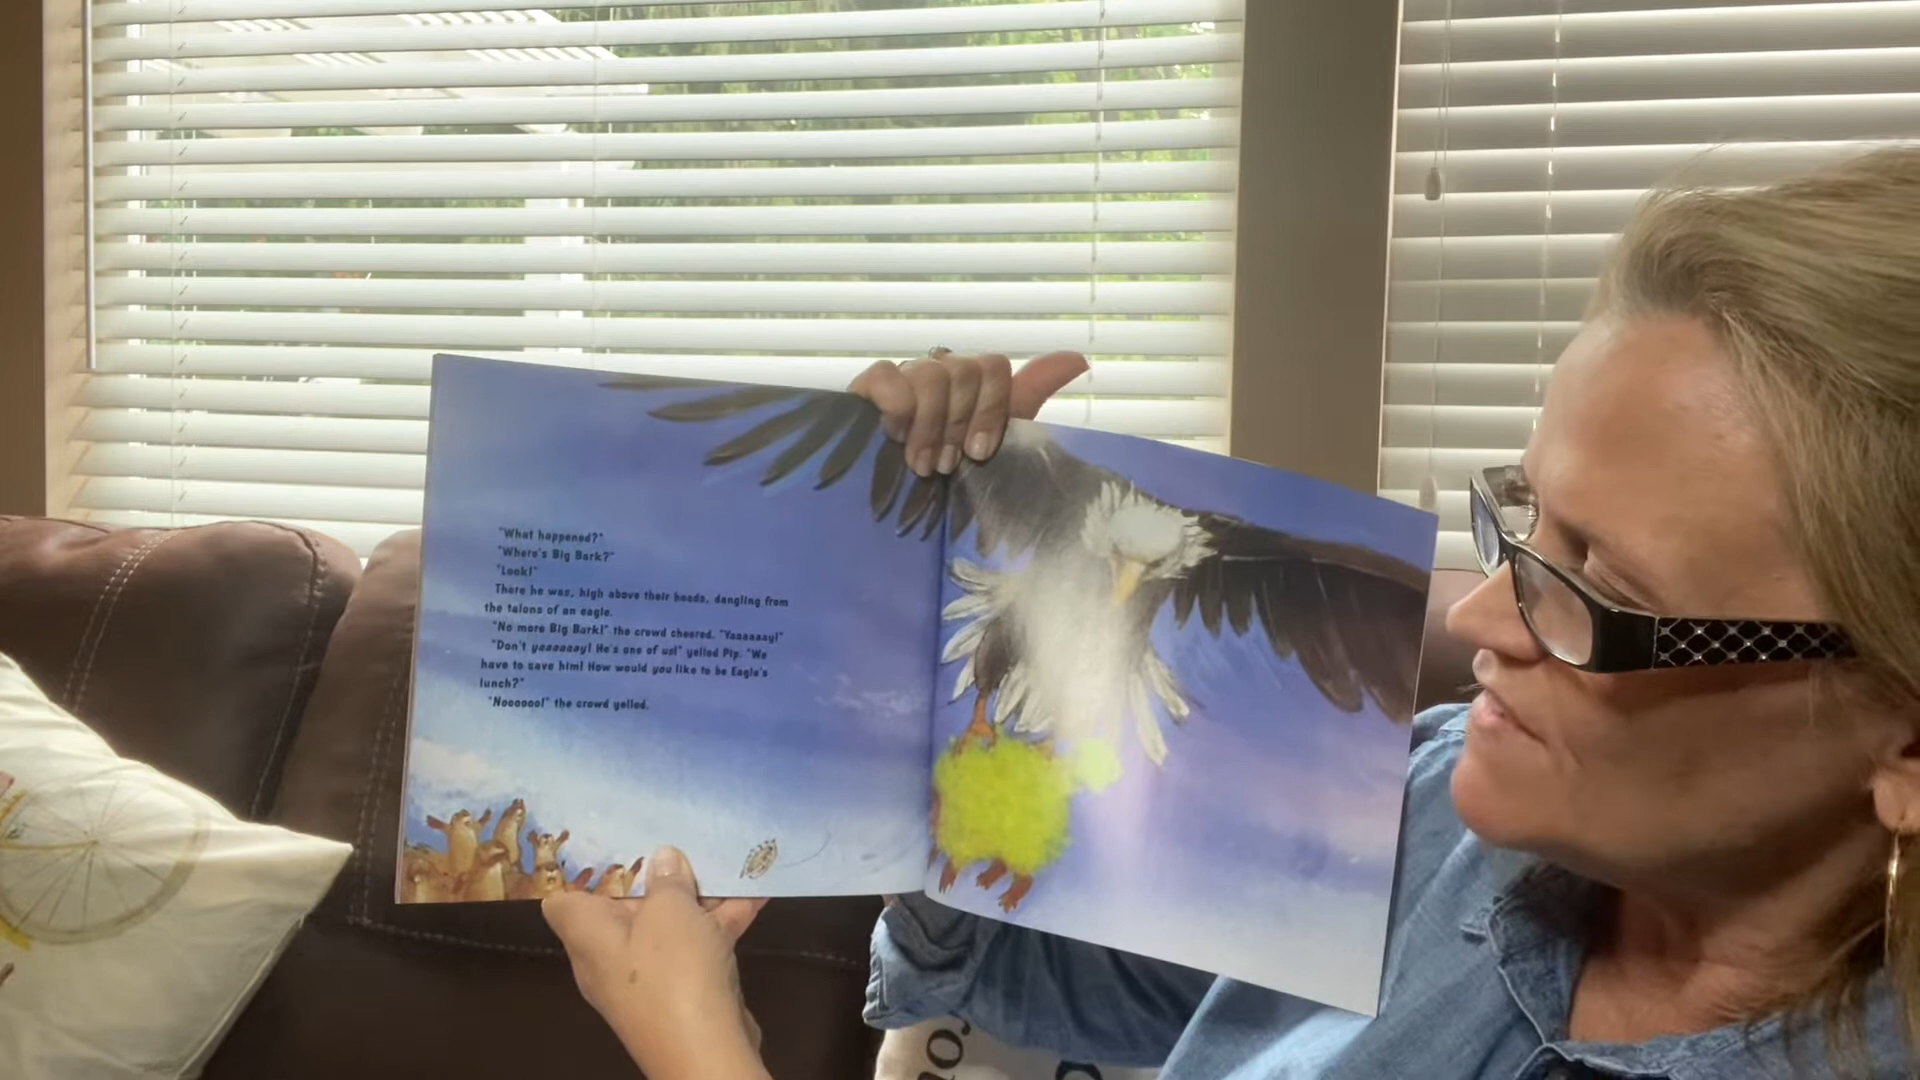 "What happened?"
"Where's Big Bark?"
"Look!"
There he was, high above their heads, dangling from
the talons of an eagle.
"No more Big Bark!" the crowd cheered. "Yaaaaaay!"
"Don't yaaaaaay! He's one of us!" yelled Pip. "We
have to save him! How would you like to be Eagle's
lunch?"
"Nooooooo!" the crowd yelled.